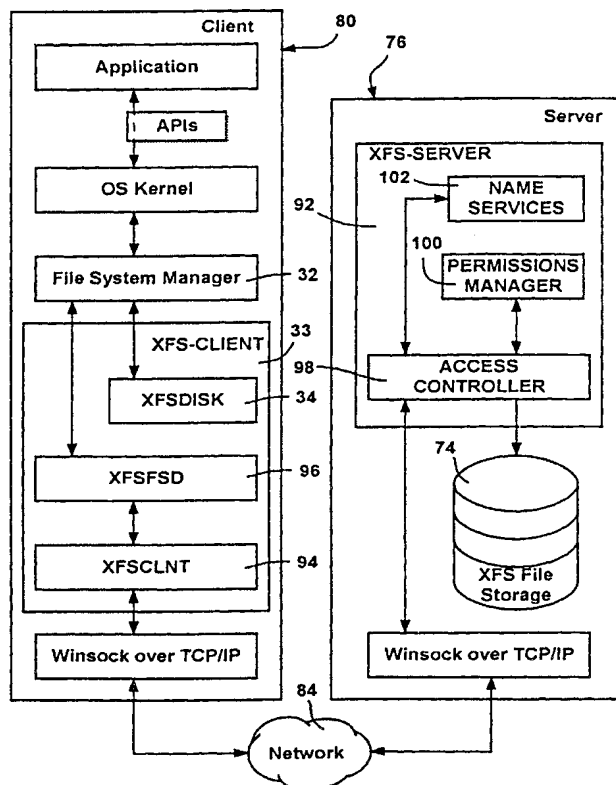 Client
80
Application
APIs
OS Kernel
File System Manager
32
XFS-CLIENT
33
XFSDISK
34
XFSFSD
96
XFSCLNT
94
Winsock over TCP/IP
76
Server
XFS-SERVER
102
NAME
SERVICES
92
100
PERMISSIONS
MANAGER
98
ACCESS
CONTROLLER
74
XFS File
Storage
Winsock over TCP/IP
84
Network